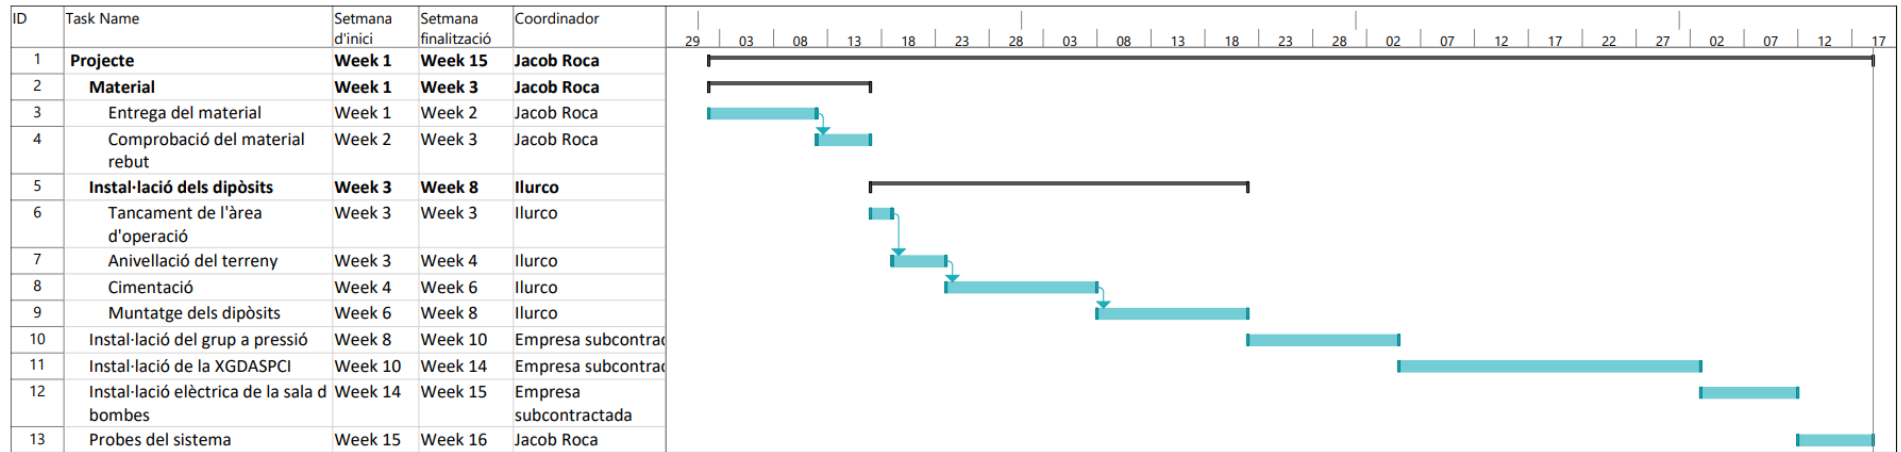 ID Task Name Setmana d'inici Setmana finalització Coordinador
29 03 08 13 18 23 28 03 08 13 18 23 28 02 07 12 17 22 27 02 07 12 17
1 Projecte Week 1 Week 15 Jacob Roca
2 Material Week 1 Week 3 Jacob Roca
3 Entrega del material Week 1 Week 2 Jacob Roca
4 Comprobació del material rebut Week 2 Week 3 Jacob Roca
5 Instal·lació dels dipòsits Week 3 Week 8 Ilurco
6 Tancament de l'àrea d'operació Week 3 Week 3 Ilurco
7 Anivellació del terreny Week 3 Week 4 Ilurco
8 Cimentació Week 4 Week 6 Ilurco
9 Muntatge dels dipòsits Week 6 Week 8 Ilurco
10 Instal·lació del grup a pressió Week 8 Week 10 Empresa subcontrac
11 Instal·lació de la XGDASPCI Week 10 Week 14 Empresa subcontrac
12 Instal·lació elèctrica de la sala d bombes Week 14 Week 15 Empresa subcontractada
13 Probes del sistema Week 15 Week 16 Jacob Roca